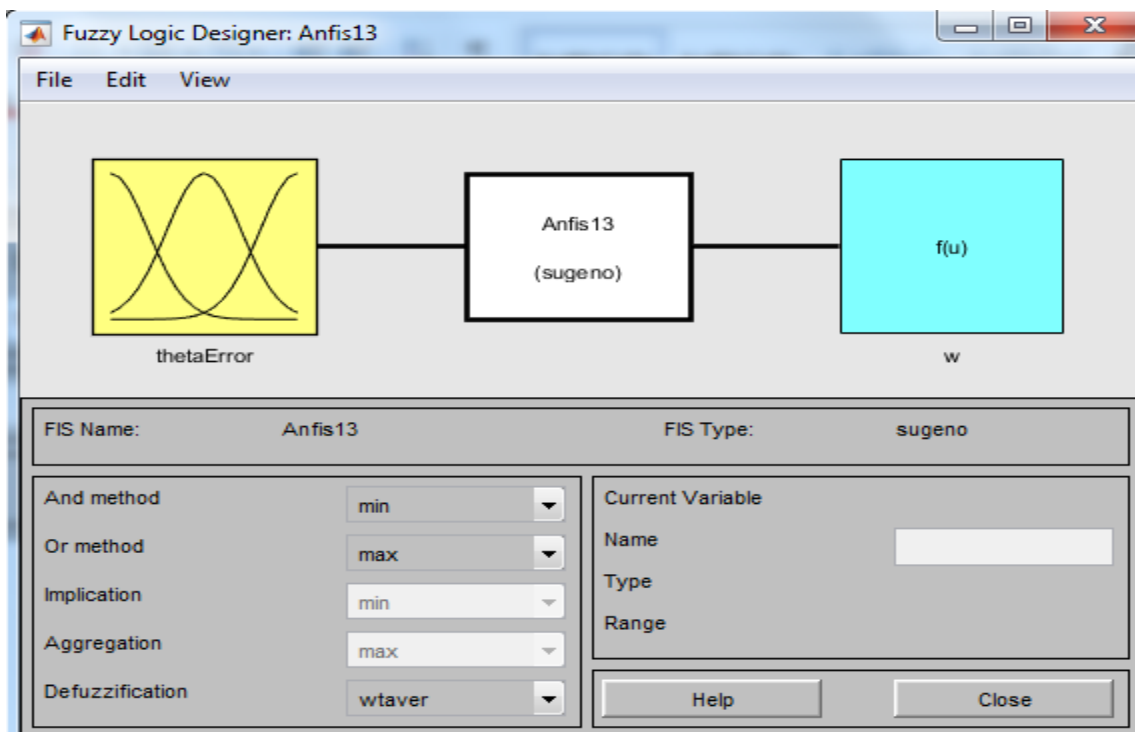 Fuzzy Logic Designer: Anfis13
File Edit View
Anfis13
(sugeno)
f(u)
thetaError
w
FIS Name: Anfis13 FIS Type: sugeno
And method min
Or method max
Implication min
Aggregation max
Defuzzification wtaver
Current Variable
Name
Type
Range
Help Close